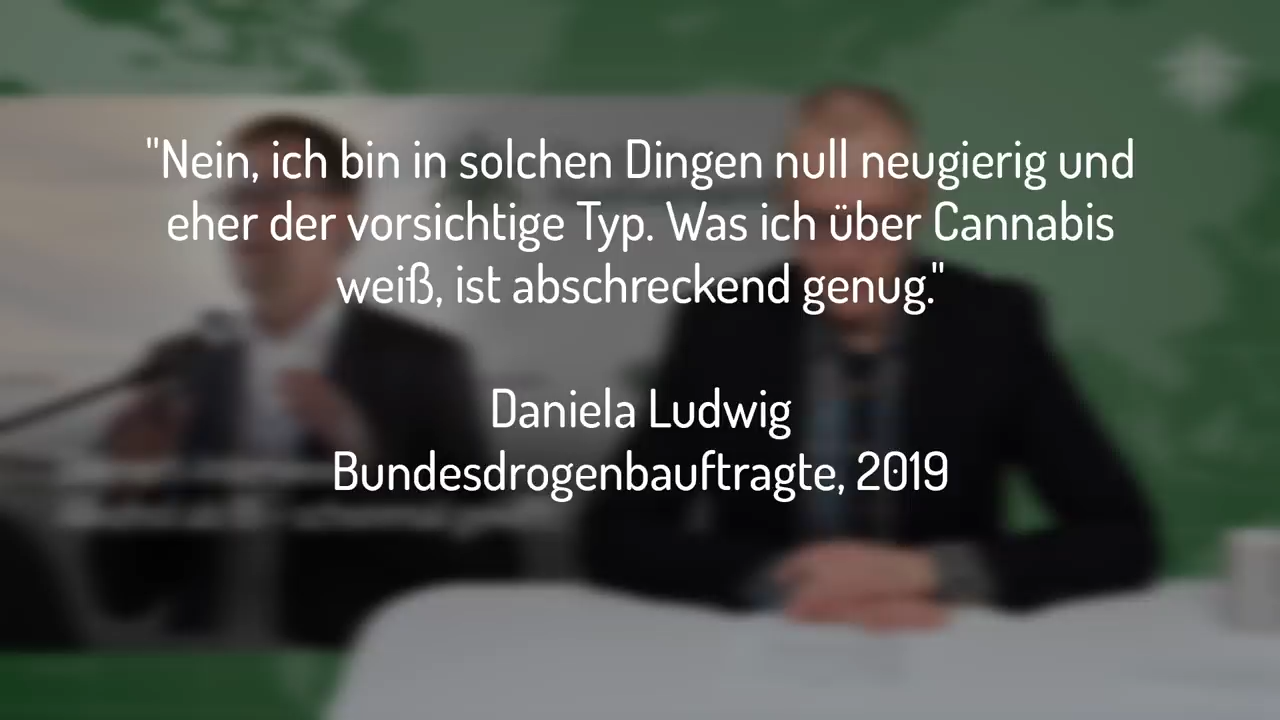 "Nein, ich bin in solchen Dingen null neugierig und
eher der vorsichtige Typ. Was ich über Cannabis
weiß, ist abschreckend genug."
Daniela Ludwig
Bundesdrogenbauftragte, 2019